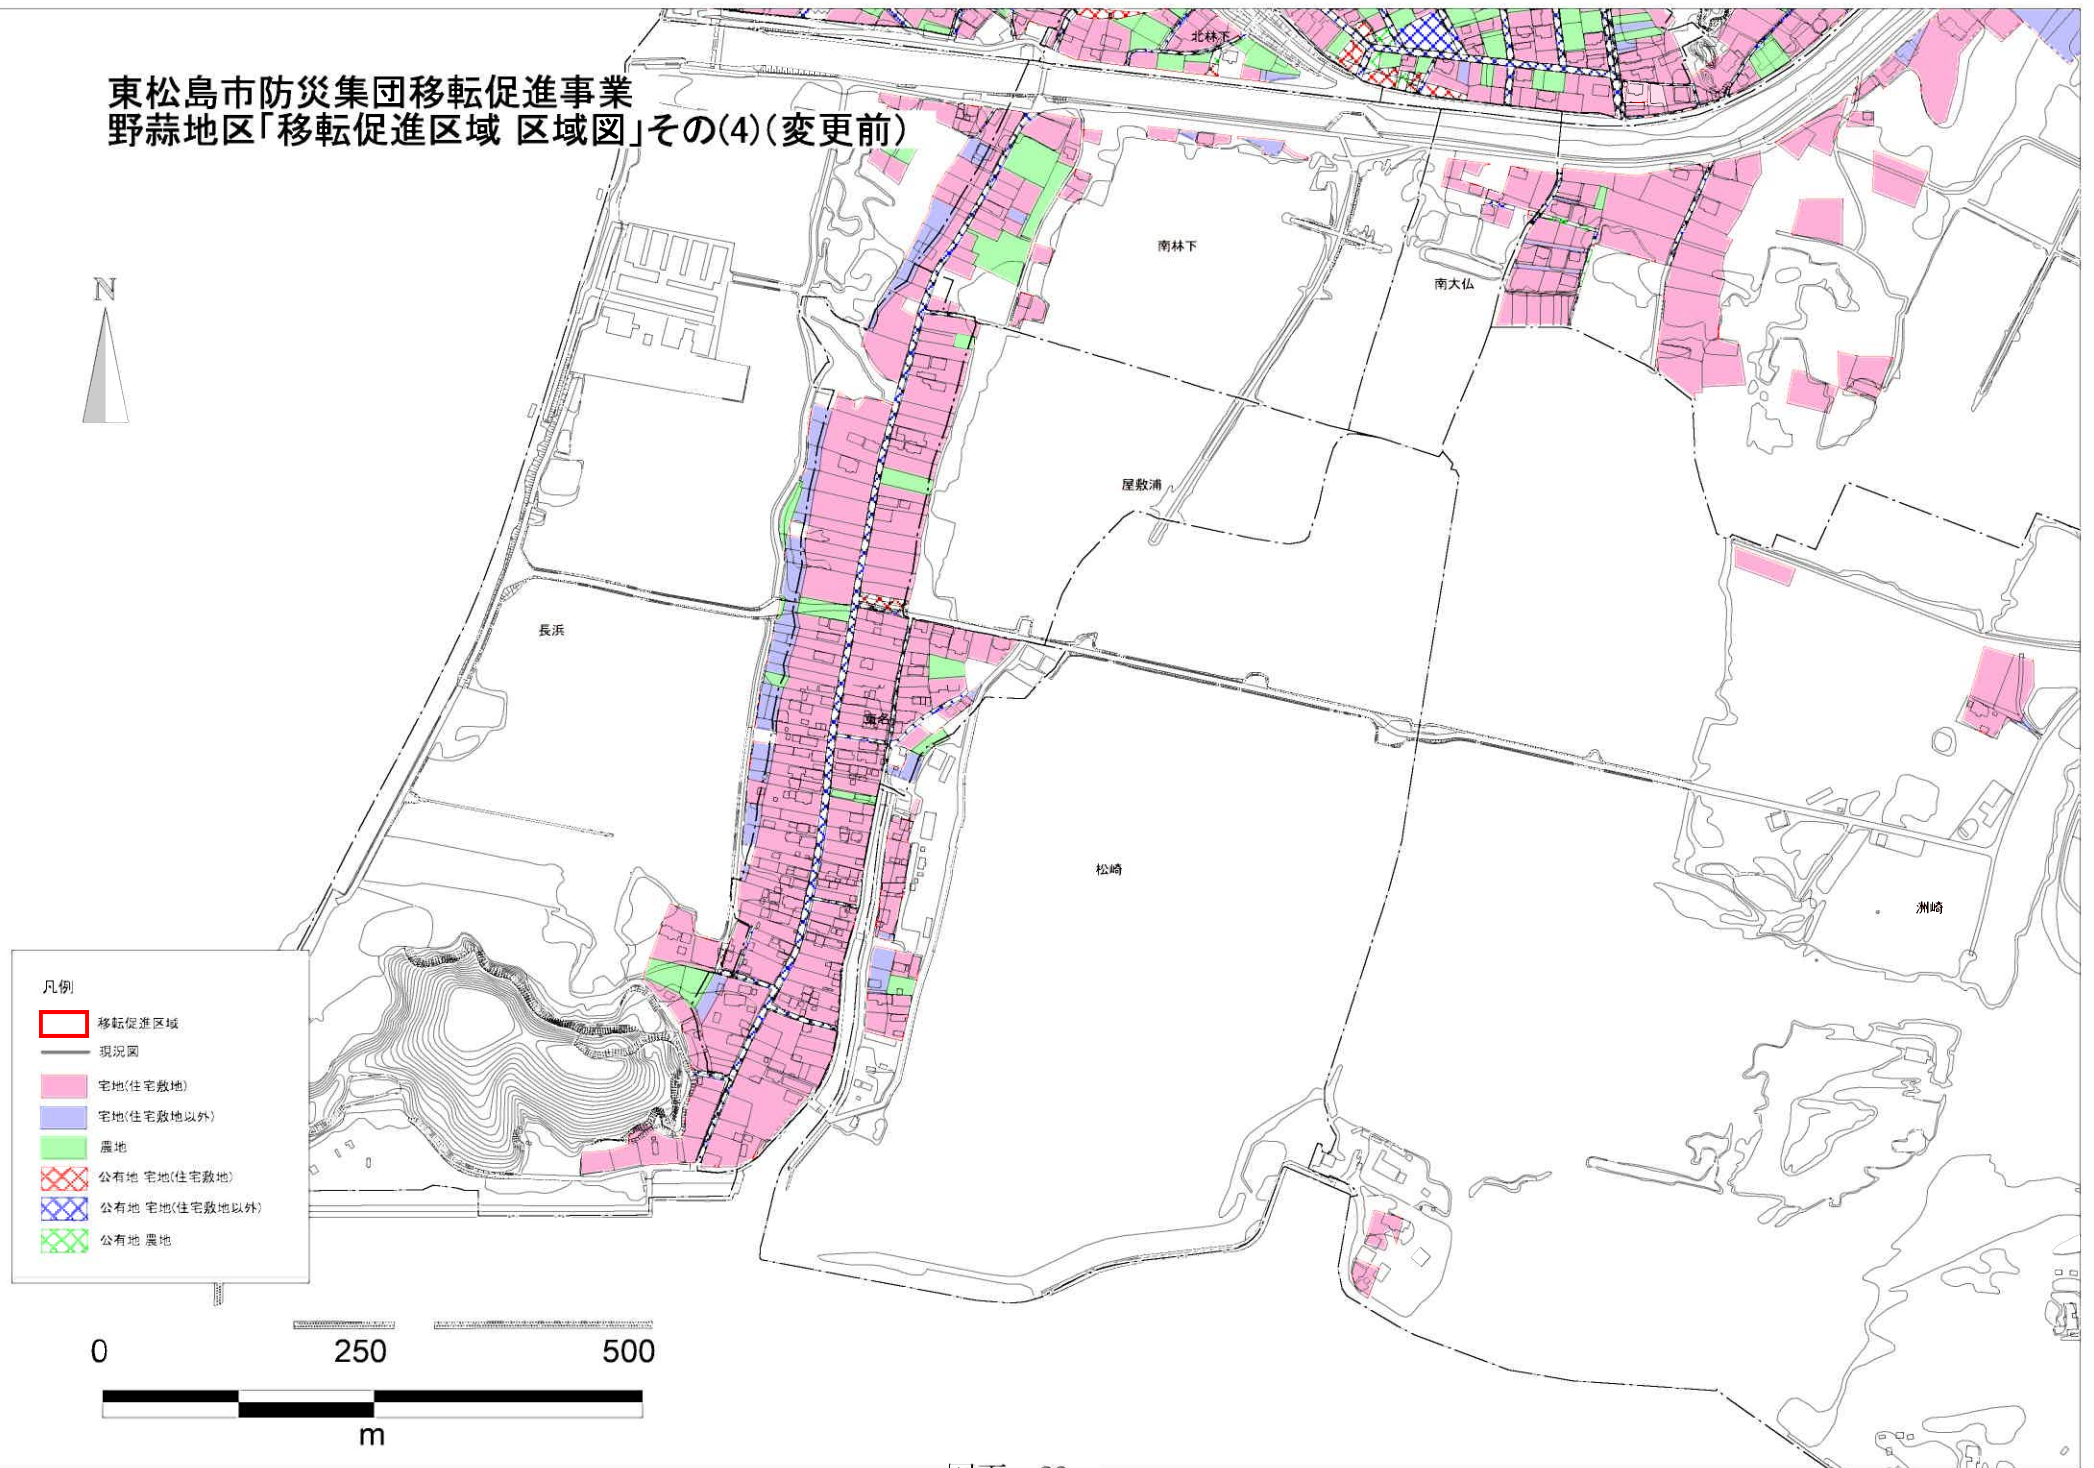 北林下
東松島市防災集団移転促進事業
野蒜地区「移転促進区域 区域図」その(4)(変更前)
N
南林下
南大仏
屋敷浦
長浜
東名
松崎
洲崎
凡例
移転促進区域
現況図
宅地(住宅敷地)
宅地(住宅敷地以外)
農地
公有地 宅地(住宅敷地)
公有地 宅地(住宅敷地以外)
公有地 農地
0 250 500
m